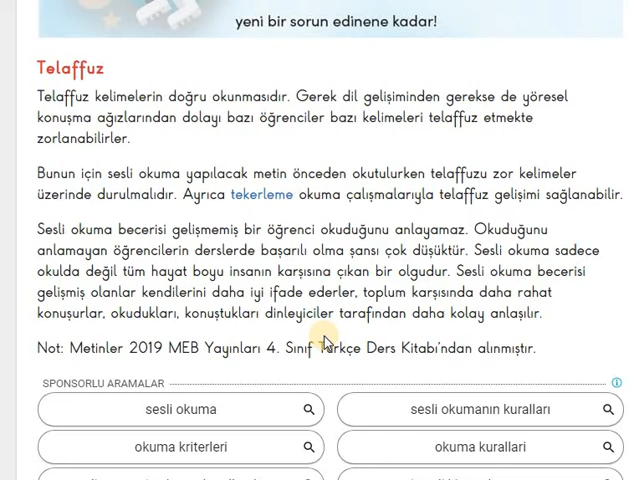 yeni bir sorun edinene kadar!
Telaffuz
Telaffuz kelimelerin doğru okunmasıdır. Gerek dil gelişiminden gerekse de yöresel
konuşma ağızlarından dolayı bazı öğrenciler bazı kelimeleri telaffuz etmekte
zorlanabilirler.
Bunun için sesli okuma yapılacak metin önceden okutulurken telaffuzu zor kelimeler
üzerinde durulmalıdır. Ayrıca tekerleme okuma çalışmalarıyla telaffuz gelişimi sağlanabilir.
Sesli okuma becerisi gelişmemiş bir öğrenci okuduğunu anlayamaz. Okuduğunu
anlamayan öğrencilerin derslerde başarılı olma şansı çok düşüktür. Sesli okuma sadece
okulda değil tüm hayat boyu insanın karşısına çıkan bir olgudur. Sesli okuma becerisi
gelişmiş olanlar kendilerini daha iyi ifade ederler, toplum karşısında daha rahat
konuşurlar, okudukları, konuştukları dinleyiciler tarafından daha kolay anlaşılır.
Not: Metinler 2019 MEB Yayınları 4. Sınıf Türkçe Ders Kitabı'ndan alınmıştır.
SPONSORLU ARAMALAR
sesli okuma
sesli okumanın kuralları
okuma kriterleri
okuma kurallari